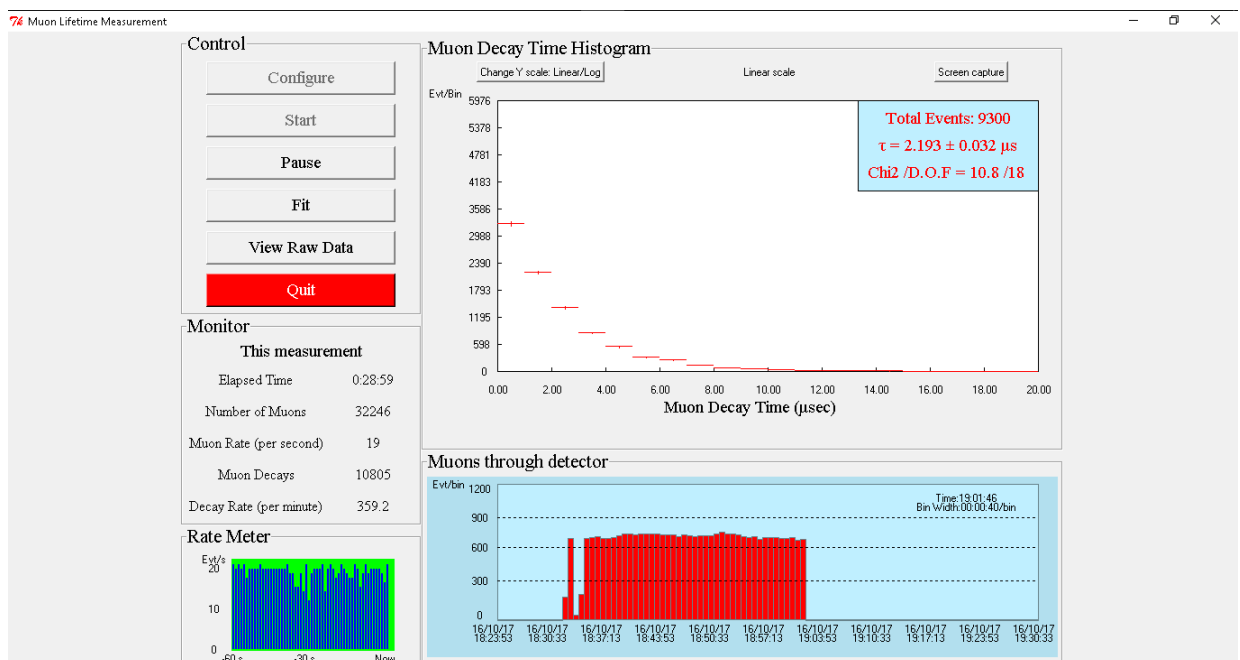 7% Muon Lifetime Measurement
Control
Configure
Start
Pause
Fit
View Raw Data
Quit
Monitor
This measurement
Elapsed Time 0:28:59
Number of Muons 32246
Muon Rate (per second) 19
Muon Decays 10805
Decay Rate (per minute) 359.2
Rate Meter
Evt/s
20
10
0
-60 s -30 s Now
Muon Decay Time Histogram
Change Y scale: Linear/Log Linear scale Screen capture
Evt/Bin
5976
5378
4781
4183
3586
2988
2390
1793
1195
598
0
Total Events: 9300
τ = 2.193 ± 0.032 μs
Chi2 /D.O.F = 10.8 /18
0.00 2.00 4.00 6.00 8.00 10.00 12.00 14.00 16.00 18.00 20.00
Muon Decay Time (μsec)
Muons through detector
Evt/bin
1200
900
600
300
0
Time:19:01:46
Bin Width:00:00:40/bin
16/10/17 16/10/17 16/10/17 16/10/17 16/10/17 16/10/17 16/10/17 16/10/17 16/10/17 16/10/17 16/10/17
18:23:53 18:30:33 18:37:13 18:43:53 18:50:33 18:57:13 19:03:53 19:10:33 19:17:13 19:23:53 19:30:33